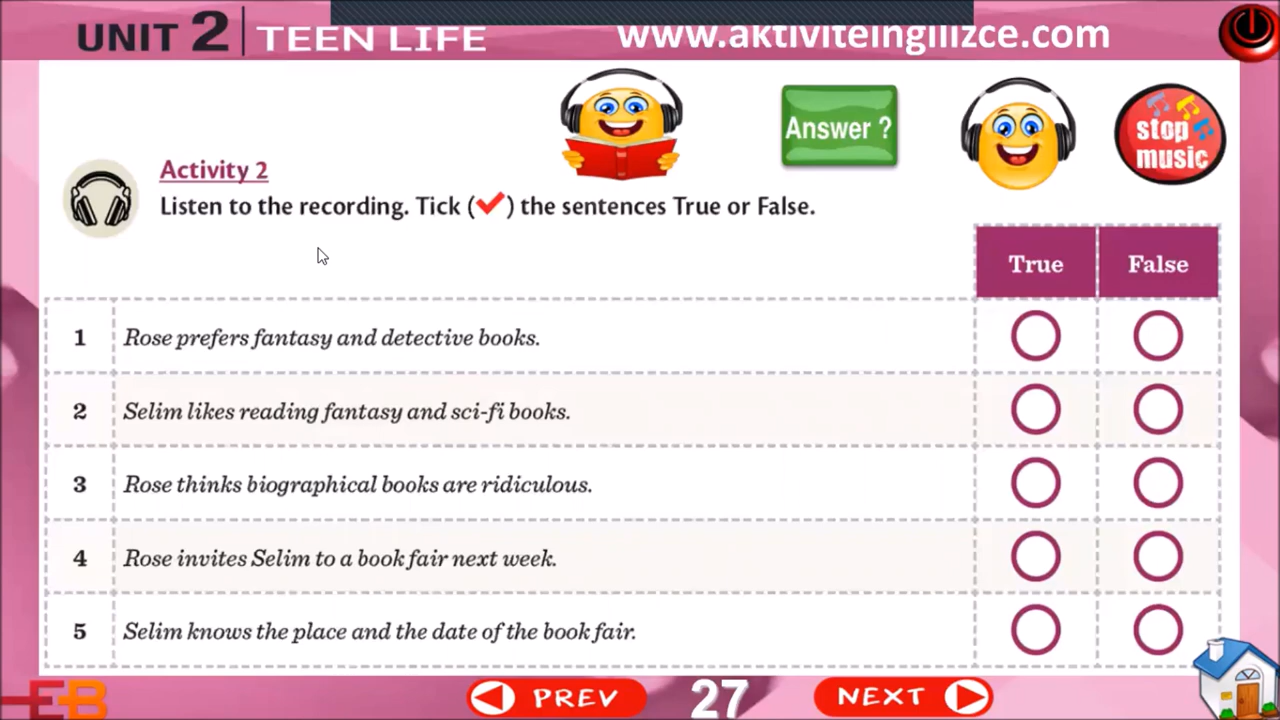 UNIT 2 TEEN LIFE
www.aktiviteingilizce.com
Answer ?
stop
music
Activity 2
Listen to the recording. Tick (✓) the sentences True or False.
True False
1 Rose prefers fantasy and detective books.
2 Selim likes reading fantasy and sci-fi books.
3 Rose thinks biographical books are ridiculous.
4 Rose invites Selim to a book fair next week.
5 Selim knows the place and the date of the book fair.
EB
PREV 27 NEXT